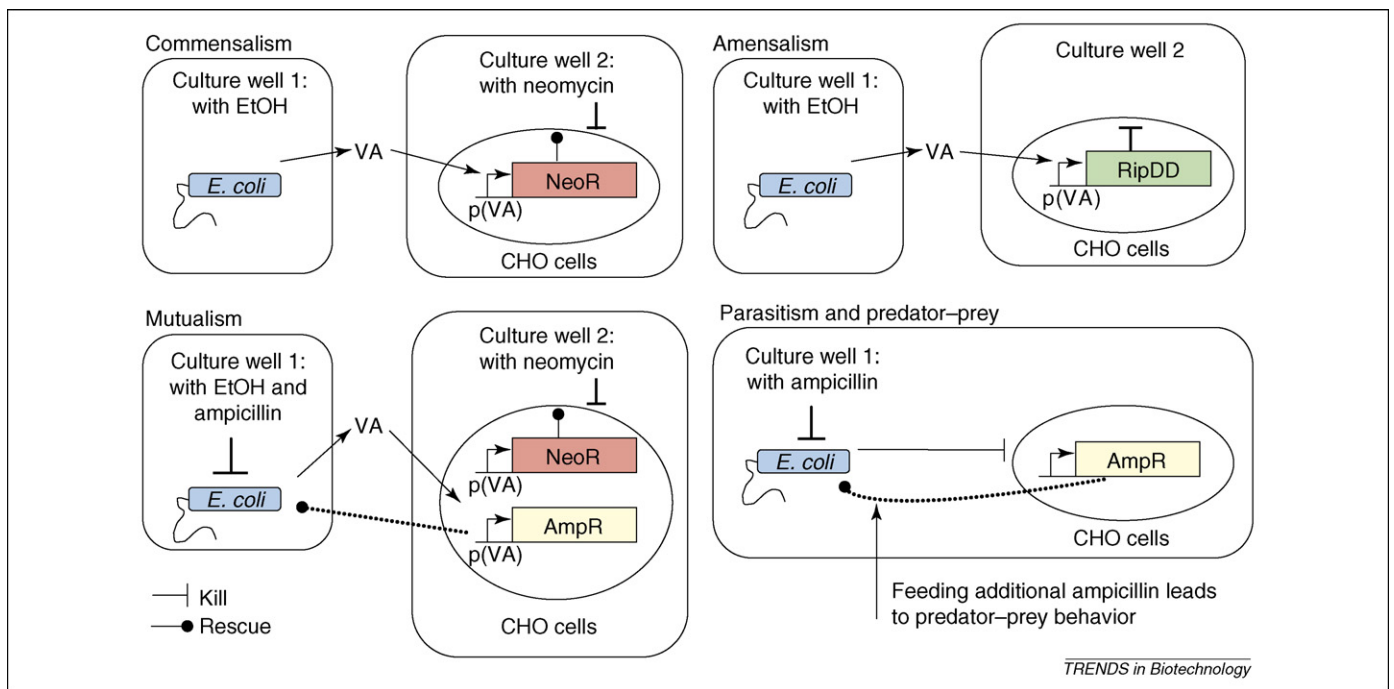 Commensalism
Culture well 1:
with EtOH
E. coli
VA
Culture well 2:
with neomycin
NeoR
p(VA)
CHO cells
Amensalism
Culture well 1:
with EtOH
E. coli
VA
Culture well 2
RipDD
p(VA)
CHO cells
Mutualism
Culture well 1:
with EtOH and
ampicillin
E. coli
VA
Culture well 2:
with neomycin
NeoR
p(VA)
AmpR
p(VA)
CHO cells
Kill
Rescue
Parasitism and predator–prey
Culture well 1:
with ampicillin
E. coli
AmpR
CHO cells
Feeding additional ampicillin leads
to predator–prey behavior
TRENDS in Biotechnology